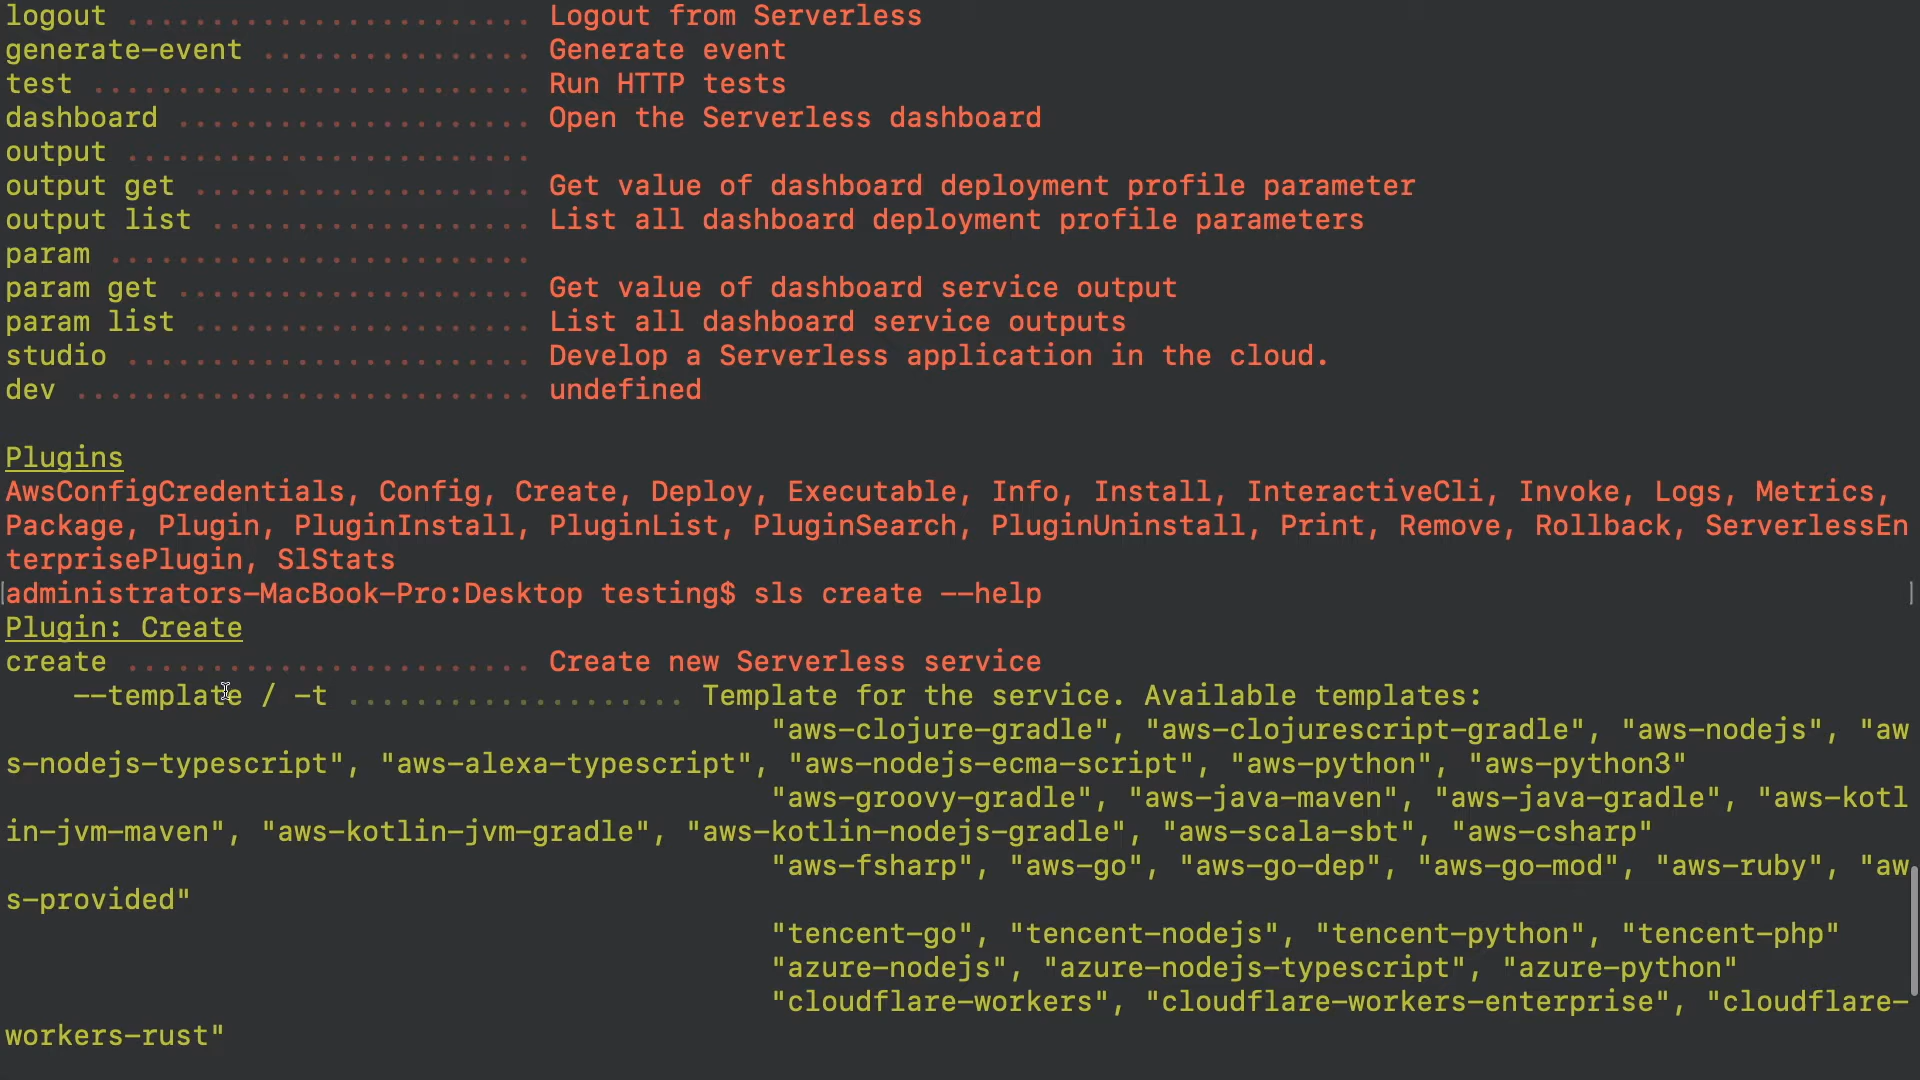 logout ........................ Logout from Serverless
generate-event ................ Generate event
test .......................... Run HTTP tests
dashboard ..................... Open the Serverless dashboard
output ........................
output get .................... Get value of dashboard deployment profile parameter
output list ................... List all dashboard deployment profile parameters
param .........................
param get ..................... Get value of dashboard service output
param list .................... List all dashboard service outputs
studio ........................ Develop a Serverless application in the cloud.
dev ........................... undefined
Plugins
AwsConfigCredentials, Config, Create, Deploy, Executable, Info, Install, InteractiveCli, Invoke, Logs, Metrics,
Package, Plugin, PluginInstall, PluginList, PluginSearch, PluginUninstall, Print, Remove, Rollback, ServerlessEn
terprisePlugin, SlStats
administrators-MacBook-Pro:Desktop testing$ sls create --help
Plugin: Create
create ........................ Create new Serverless service
--template / -t .................... Template for the service. Available templates:
"aws-clojure-gradle", "aws-clojurescript-gradle", "aws-nodejs", "aw
s-nodejs-typescript", "aws-alexa-typescript", "aws-nodejs-ecma-script", "aws-python", "aws-python3"
"aws-groovy-gradle", "aws-java-maven", "aws-java-gradle", "aws-kotl
in-jvm-maven", "aws-kotlin-jvm-gradle", "aws-kotlin-nodejs-gradle", "aws-scala-sbt", "aws-csharp"
"aws-fsharp", "aws-go", "aws-go-dep", "aws-go-mod", "aws-ruby", "aw
s-provided"
"tencent-go", "tencent-nodejs", "tencent-python", "tencent-php"
"azure-nodejs", "azure-nodejs-typescript", "azure-python"
"cloudflare-workers", "cloudflare-workers-enterprise", "cloudflare-
workers-rust"